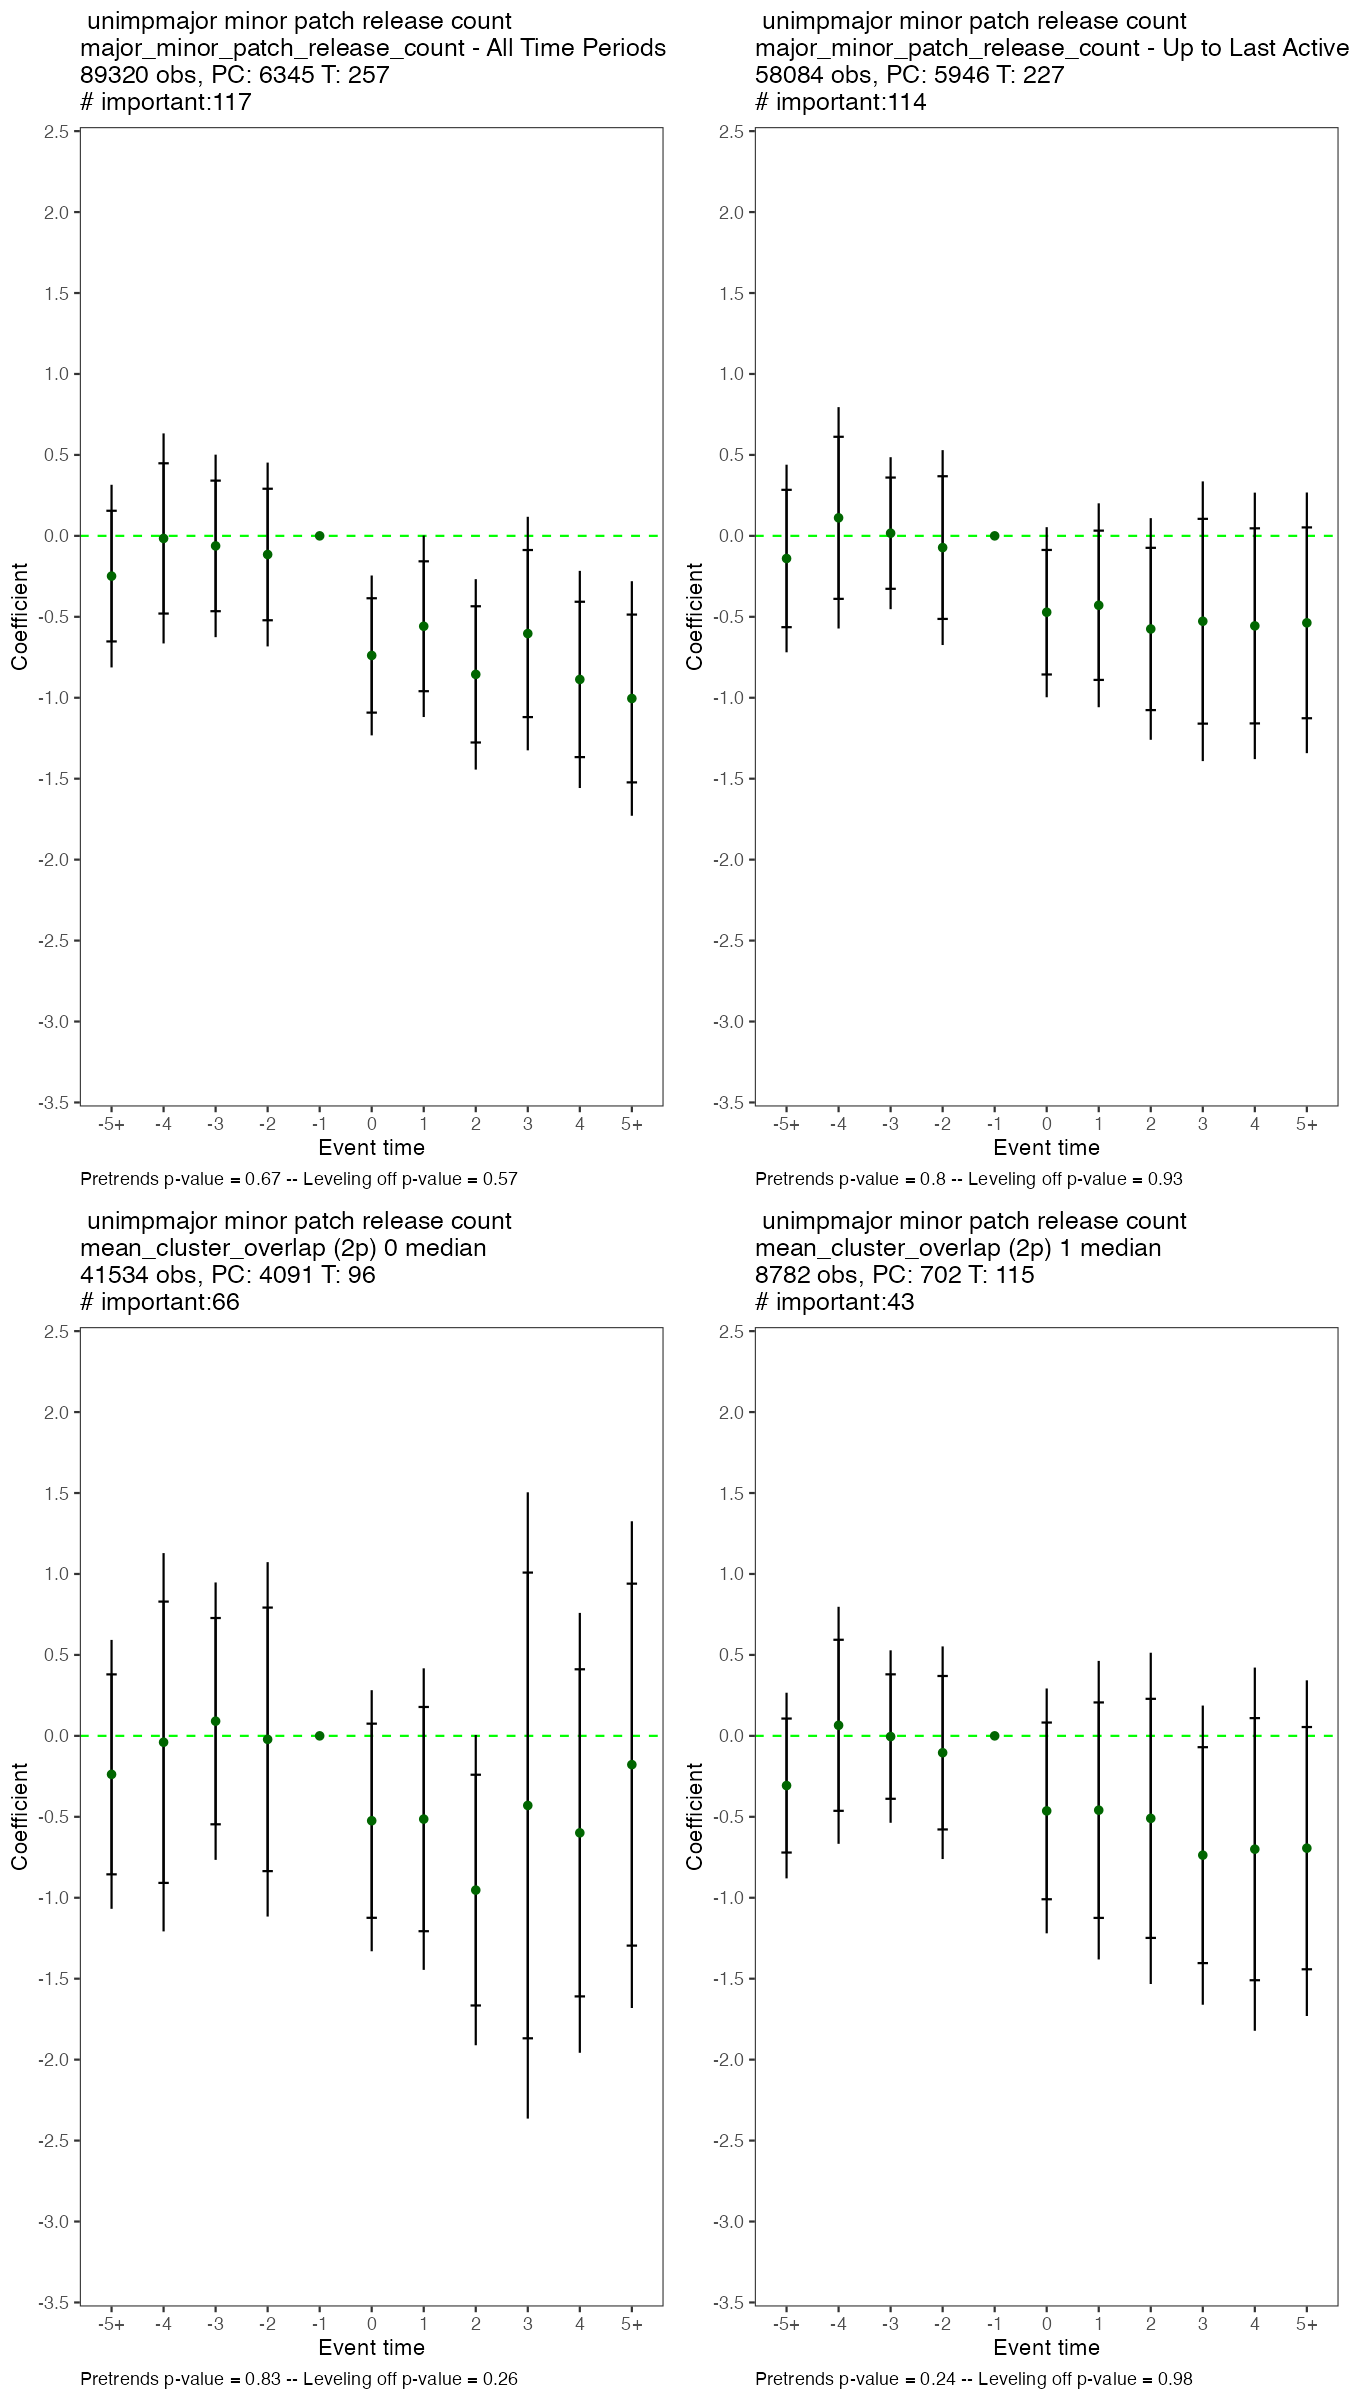 unimpmajor minor patch release count
major_minor_patch_release_count - All Time Periods
89320 obs, PC: 6345 T: 257
# important:117
2.5
2.0
1.5
1.0
0.5
0.0
-0.5
-1.0
-1.5
-2.0
-2.5
-3.0
-3.5
Coefficient
-5+ -4 -3 -2 -1 0 1 2 3 4 5+
Event time
Pretrends p-value = 0.67 -- Leveling off p-value = 0.57
unimpmajor minor patch release count
major_minor_patch_release_count - Up to Last Active
58084 obs, PC: 5946 T: 227
# important:114
2.5
2.0
1.5
1.0
0.5
0.0
-0.5
-1.0
-1.5
-2.0
-2.5
-3.0
-3.5
Coefficient
-5+ -4 -3 -2 -1 0 1 2 3 4 5+
Event time
Pretrends p-value = 0.8 -- Leveling off p-value = 0.93
unimpmajor minor patch release count
mean_cluster_overlap (2p) 0 median
41534 obs, PC: 4091 T: 96
# important:66
2.5
2.0
1.5
1.0
0.5
0.0
-0.5
-1.0
-1.5
-2.0
-2.5
-3.0
-3.5
Coefficient
-5+ -4 -3 -2 -1 0 1 2 3 4 5+
Event time
Pretrends p-value = 0.83 -- Leveling off p-value = 0.26
unimpmajor minor patch release count
mean_cluster_overlap (2p) 1 median
8782 obs, PC: 702 T: 115
# important:43
2.5
2.0
1.5
1.0
0.5
0.0
-0.5
-1.0
-1.5
-2.0
-2.5
-3.0
-3.5
Coefficient
-5+ -4 -3 -2 -1 0 1 2 3 4 5+
Event time
Pretrends p-value = 0.24 -- Leveling off p-value = 0.98